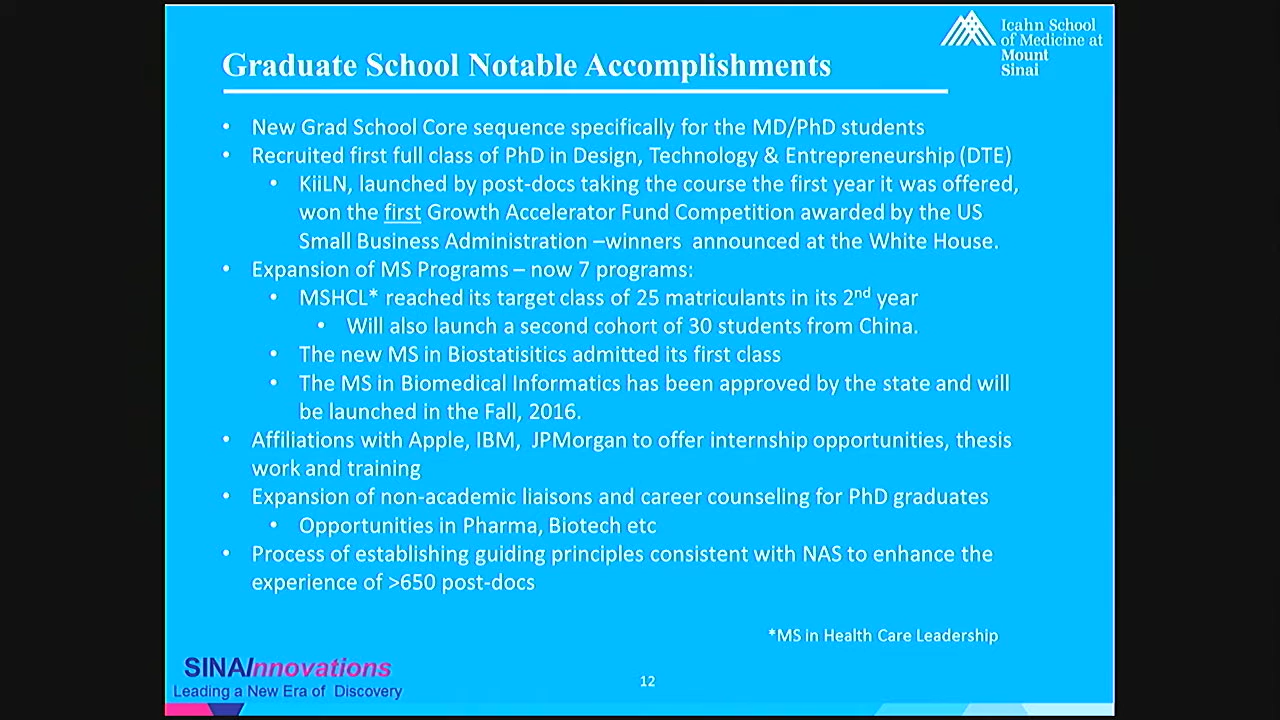 Icahn School
of Medicine at
Mount
Sinai
Graduate School Notable Accomplishments
• New Grad School Core sequence specifically for the MD/PhD students
• Recruited first full class of PhD in Design, Technology & Entrepreneurship (DTE)
• KiiLN, launched by post-docs taking the course the first year it was offered,
won the first Growth Accelerator Fund Competition awarded by the US
Small Business Administration –winners announced at the White House.
• Expansion of MS Programs – now 7 programs:
• MSHCL* reached its target class of 25 matriculants in its 2nd year
• Will also launch a second cohort of 30 students from China.
• The new MS in Biostatisitics admitted its first class
• The MS in Biomedical Informatics has been approved by the state and will
be launched in the Fall, 2016.
• Affiliations with Apple, IBM, JPMorgan to offer internship opportunities, thesis
work and training
• Expansion of non-academic liaisons and career counseling for PhD graduates
• Opportunities in Pharma, Biotech etc
• Process of establishing guiding principles consistent with NAS to enhance the
experience of >650 post-docs
*MS in Health Care Leadership
SINAInnovations
Leading a New Era of Discovery
12